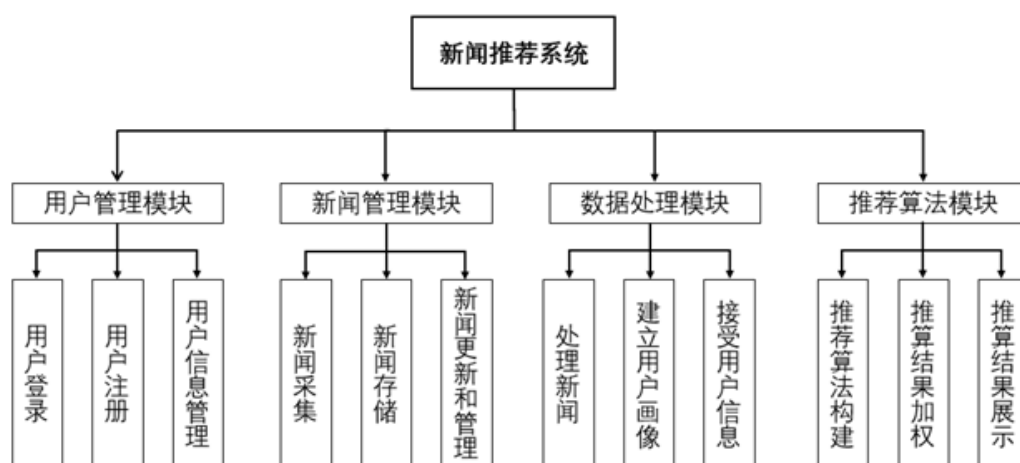 新闻推荐系统
用户管理模块
新闻管理模块
数据处理模块
推荐算法模块
用户登录
用户注册
用户信息管理
新闻采集
新闻存储
新闻更新和管理
处理新闻
建立用户画像
接受用户信息
推荐算法构建
推算结果加权
推算结果展示